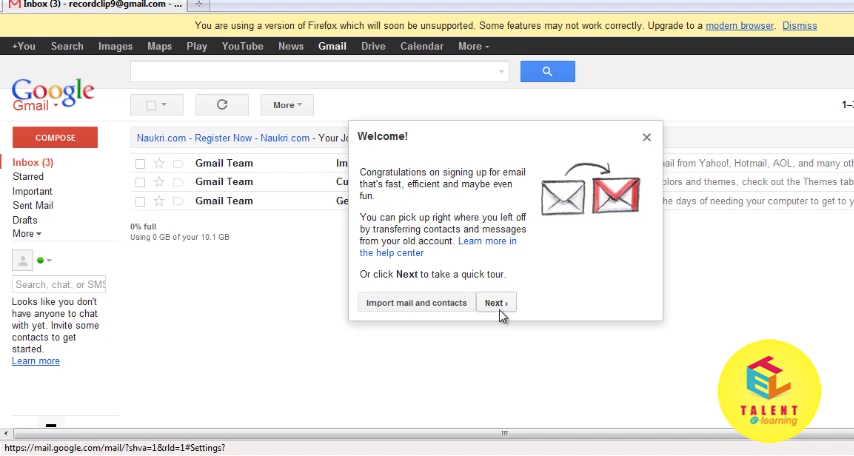 Inbox (3) - recordclip9@gmail.com - ...
You are using a version of Firefox which will soon be unsupported. Some features may not work correctly. Upgrade to a modern browser. Dismiss
+You Search Images Maps Play YouTube News Gmail Drive Calendar More
Google
Gmail
More
1–
COMPOSE
Naukri.com - Register Now - Naukri.com - Your Jo
Inbox (3)
Starred
Important
Sent Mail
Drafts
More
Gmail Team Im ail from Yahoo!, Hotmail, AOL, and many oth
Gmail Team Cu olors and themes, check out the Themes tab
Gmail Team Ge the days of needing your computer to get to y
0% full
Using 0 GB of your 10.1 GB
Search, chat, or SMS
Looks like you don't
have anyone to chat
with yet. Invite some
contacts to get
started.
Learn more
Welcome!
Congratulations on signing up for email
that's fast, efficient and maybe even
fun.
You can pick up right where you left off
by transferring contacts and messages
from your old account. Learn more in
the help center
Or click Next to take a quick tour.
Import mail and contacts Next ›
TEL
TALENT
e-learning
https://mail.google.com/mail/?shva=1&rld=1#Settings?